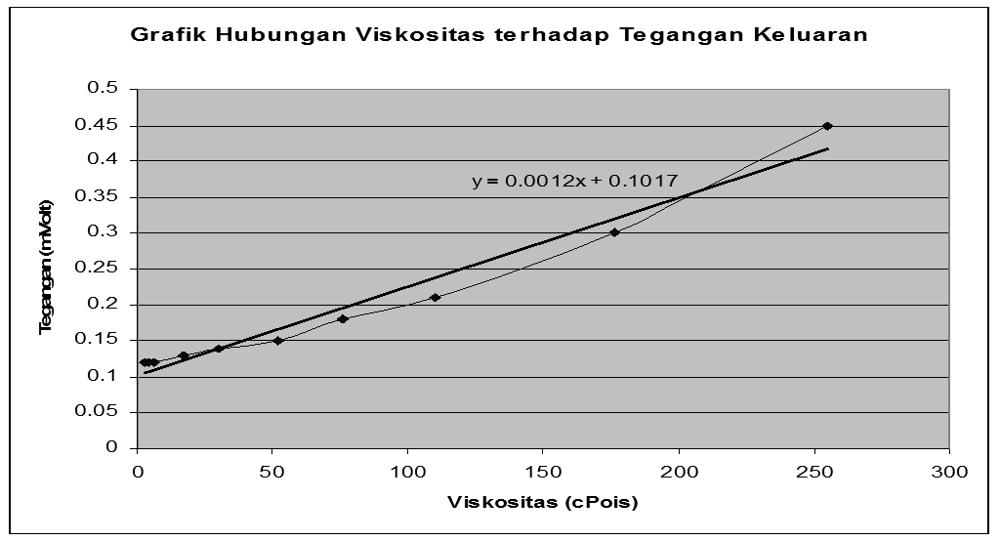 Grafik Hubungan Viskositas terhadap Tegangan Keluaran
0.5
0.45
0.4
0.35
0.3
0.25
0.2
0.15
0.1
0.05
0
Tegangan (mVolt)
y = 0.0012x + 0.1017
0 50 100 150 200 250 300
Viskositas (cPois)